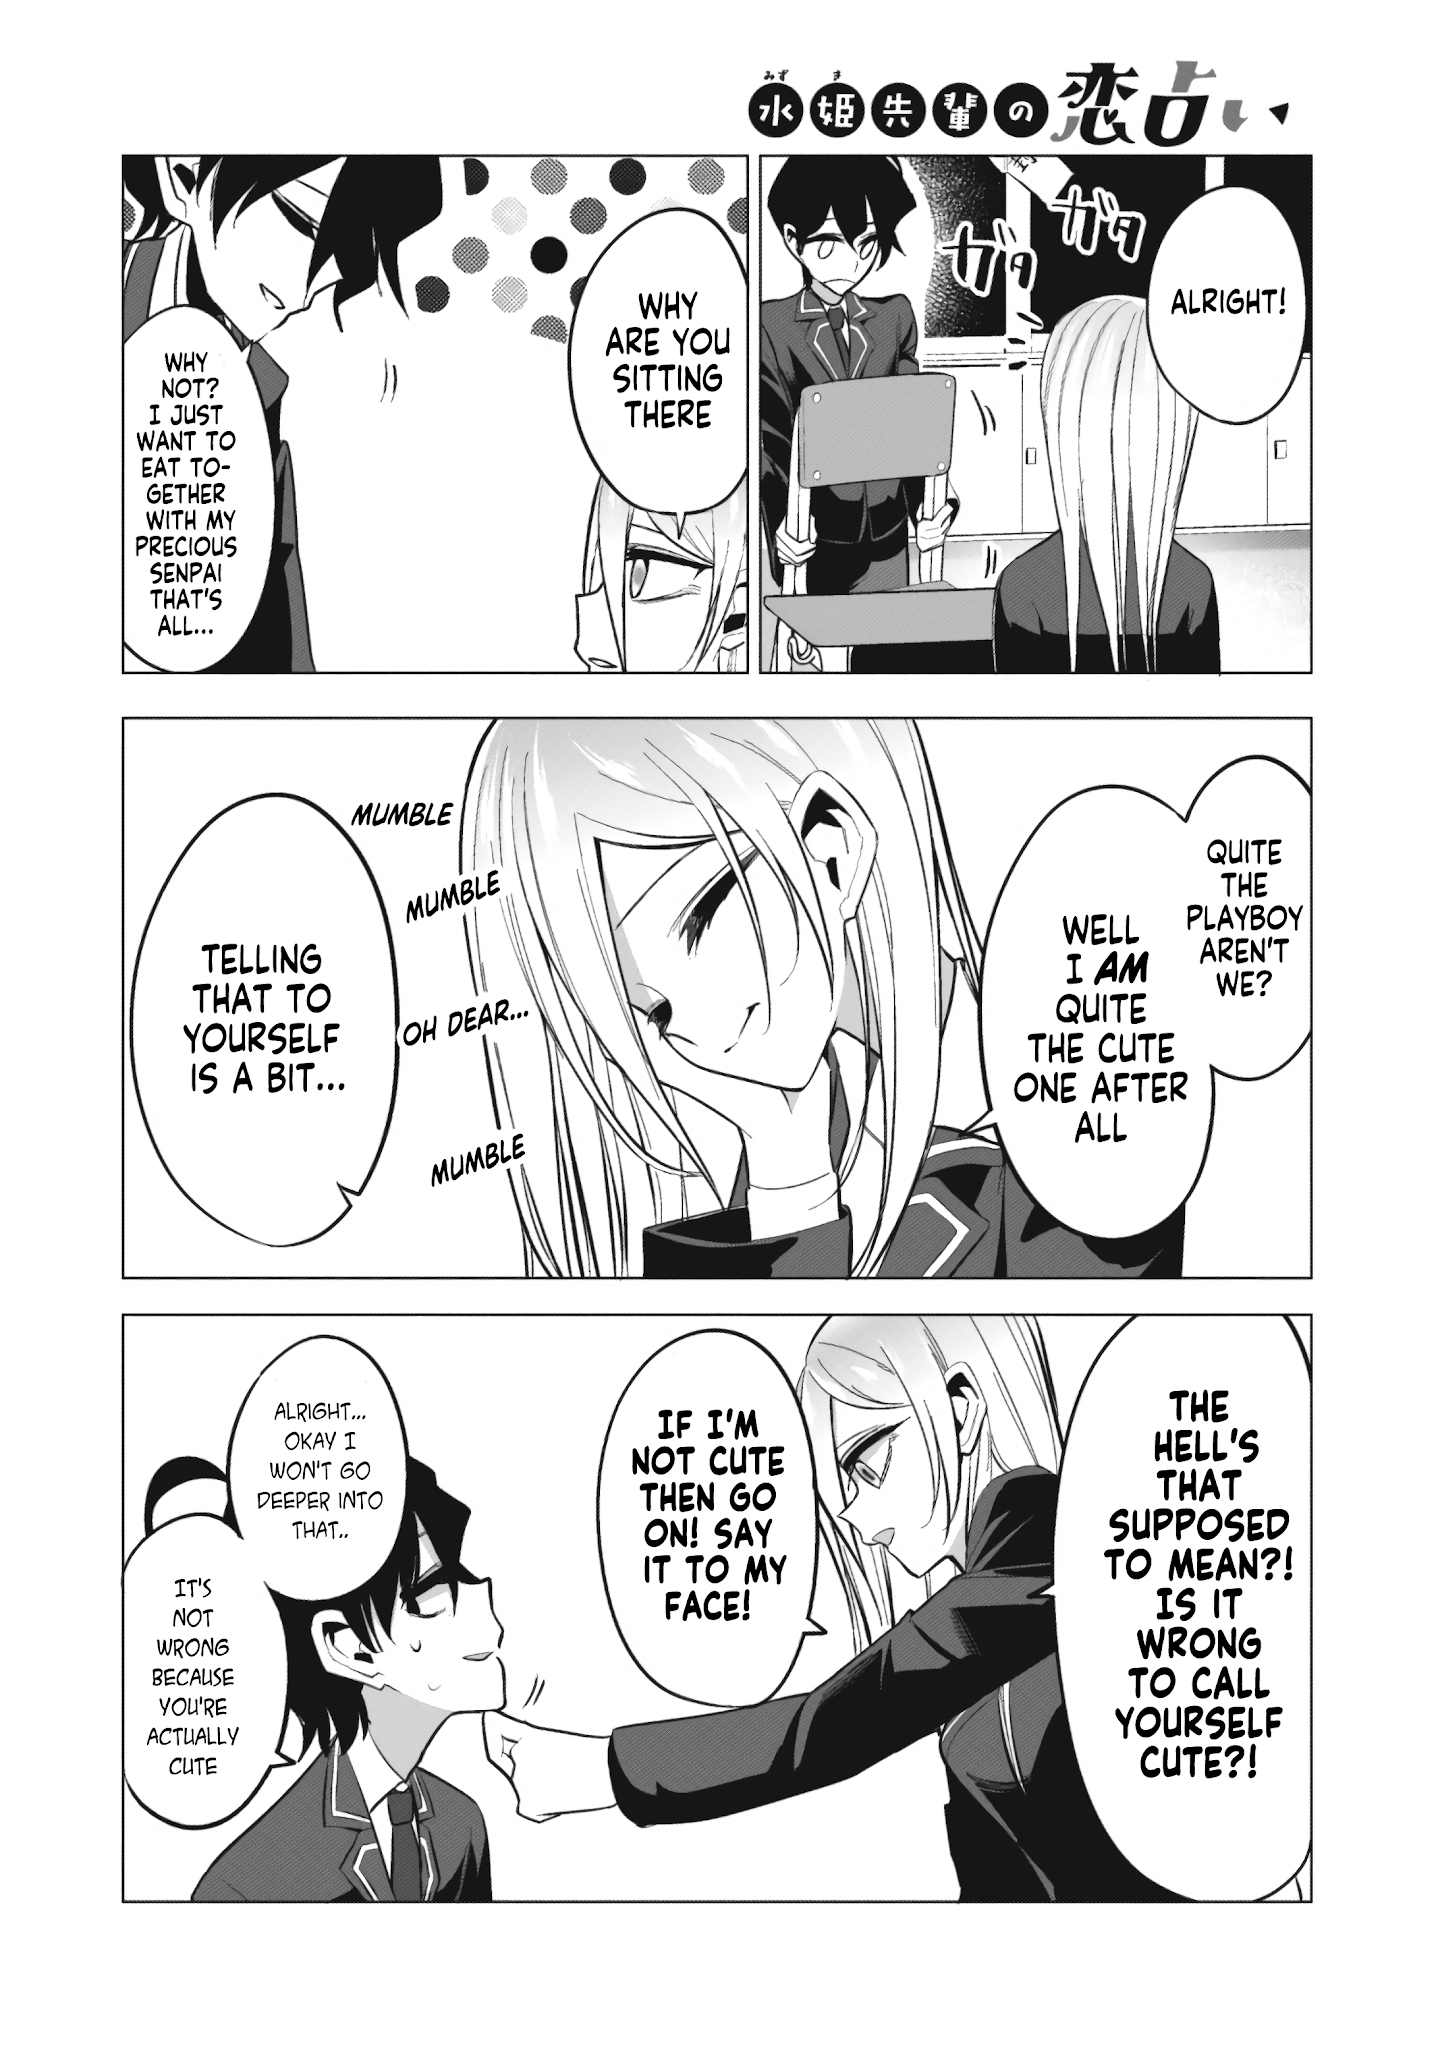 みずき
水姫先輩の恋占い
ALRIGHT!
ガタ
ガタ
WHY
ARE YOU
SITTING
THERE
WHY
NOT?
I JUST
WANT TO
EAT TO-
GETHER
WITH MY
PRECIOUS
SENPAI
THAT'S
ALL...
QUITE
THE
PLAYBOY
AREN'T
WE?
WELL
I AM
QUITE
THE CUTE
ONE AFTER
ALL
MUMBLE
MUMBLE
OH DEAR...
MUMBLE
TELLING
THAT TO
YOURSELF
IS A BIT...
THE
HELL'S
THAT
SUPPOSED
TO MEAN?!
IS IT
WRONG
TO CALL
YOURSELF
CUTE?!
IF I'M
NOT CUTE
THEN GO
ON! SAY
IT TO MY
FACE!
ALRIGHT...
OKAY I
WON'T GO
DEEPER INTO
THAT..
IT'S
NOT
WRONG
BECAUSE
YOU'RE
ACTUALLY
CUTE